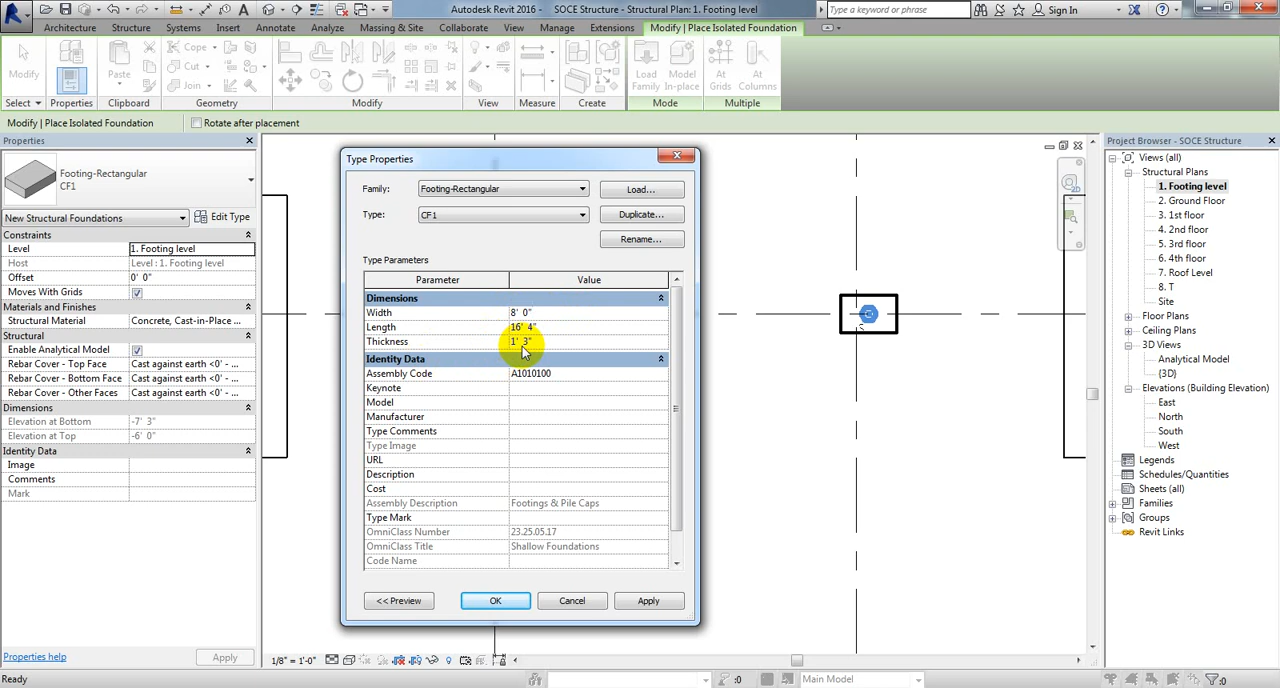 Autodesk Revit 2016 -   SOCE Structure - Structural Plan: 1. Footing level
Type a keyword or phrase
Sign In
Architecture Structure Systems Insert Annotate Analyze Massing & Site Collaborate View Manage Extensions Modify | Place Isolated Foundation
Modify
Paste
Cope
Cut
Join
Load Family
Model In-place
At Grids
At Columns
Select Properties Clipboard Geometry Modify View Measure Create Mode Multiple
Modify | Place Isolated Foundation
Rotate after placement
Properties
Footing-Rectangular
CF1
New Structural Foundations
Edit Type
Constraints
Level 1. Footing level
Host Level : 1. Footing level
Offset 0' 0"
Moves With Grids
Materials and Finishes
Structural Material Concrete, Cast-in-Place ...
Structural
Enable Analytical Model
Rebar Cover - Top Face Cast against earth <0' - ...
Rebar Cover - Bottom Face Cast against earth <0' - ...
Rebar Cover - Other Faces Cast against earth <0' - ...
Dimensions
Elevation at Bottom -7' 3"
Elevation at Top -6' 0"
Identity Data
Image
Comments
Mark
Properties help
Apply
Type Properties
Family: Footing-Rectangular Load...
Type: CF1 Duplicate...
Rename...
Type Parameters
Parameter Value
Dimensions
Width 8' 0"
Length 16' 4"
Thickness 1' 3"
Identity Data
Assembly Code A1010100
Keynote
Model
Manufacturer
Type Comments
Type Image
URL
Description
Cost
Assembly Description Footings & Pile Caps
Type Mark
OmniClass Number 23.25.05.17
OmniClass Title Shallow Foundations
Code Name
<< Preview OK Cancel Apply
Project Browser - SOCE Structure
Views (all)
Structural Plans
1. Footing level
2. Ground Floor
3. 1st floor
4. 2nd floor
5. 3rd floor
6. 4th floor
7. Roof Level
8. T
Site
Floor Plans
Ceiling Plans
3D Views
Analytical Model
{3D}
Elevations (Building Elevation)
East
North
South
West
Legends
Schedules/Quantities
Sheets (all)
Families
Groups
Revit Links
1/8" = 1'-0"
Ready
:0
Main Model
:0